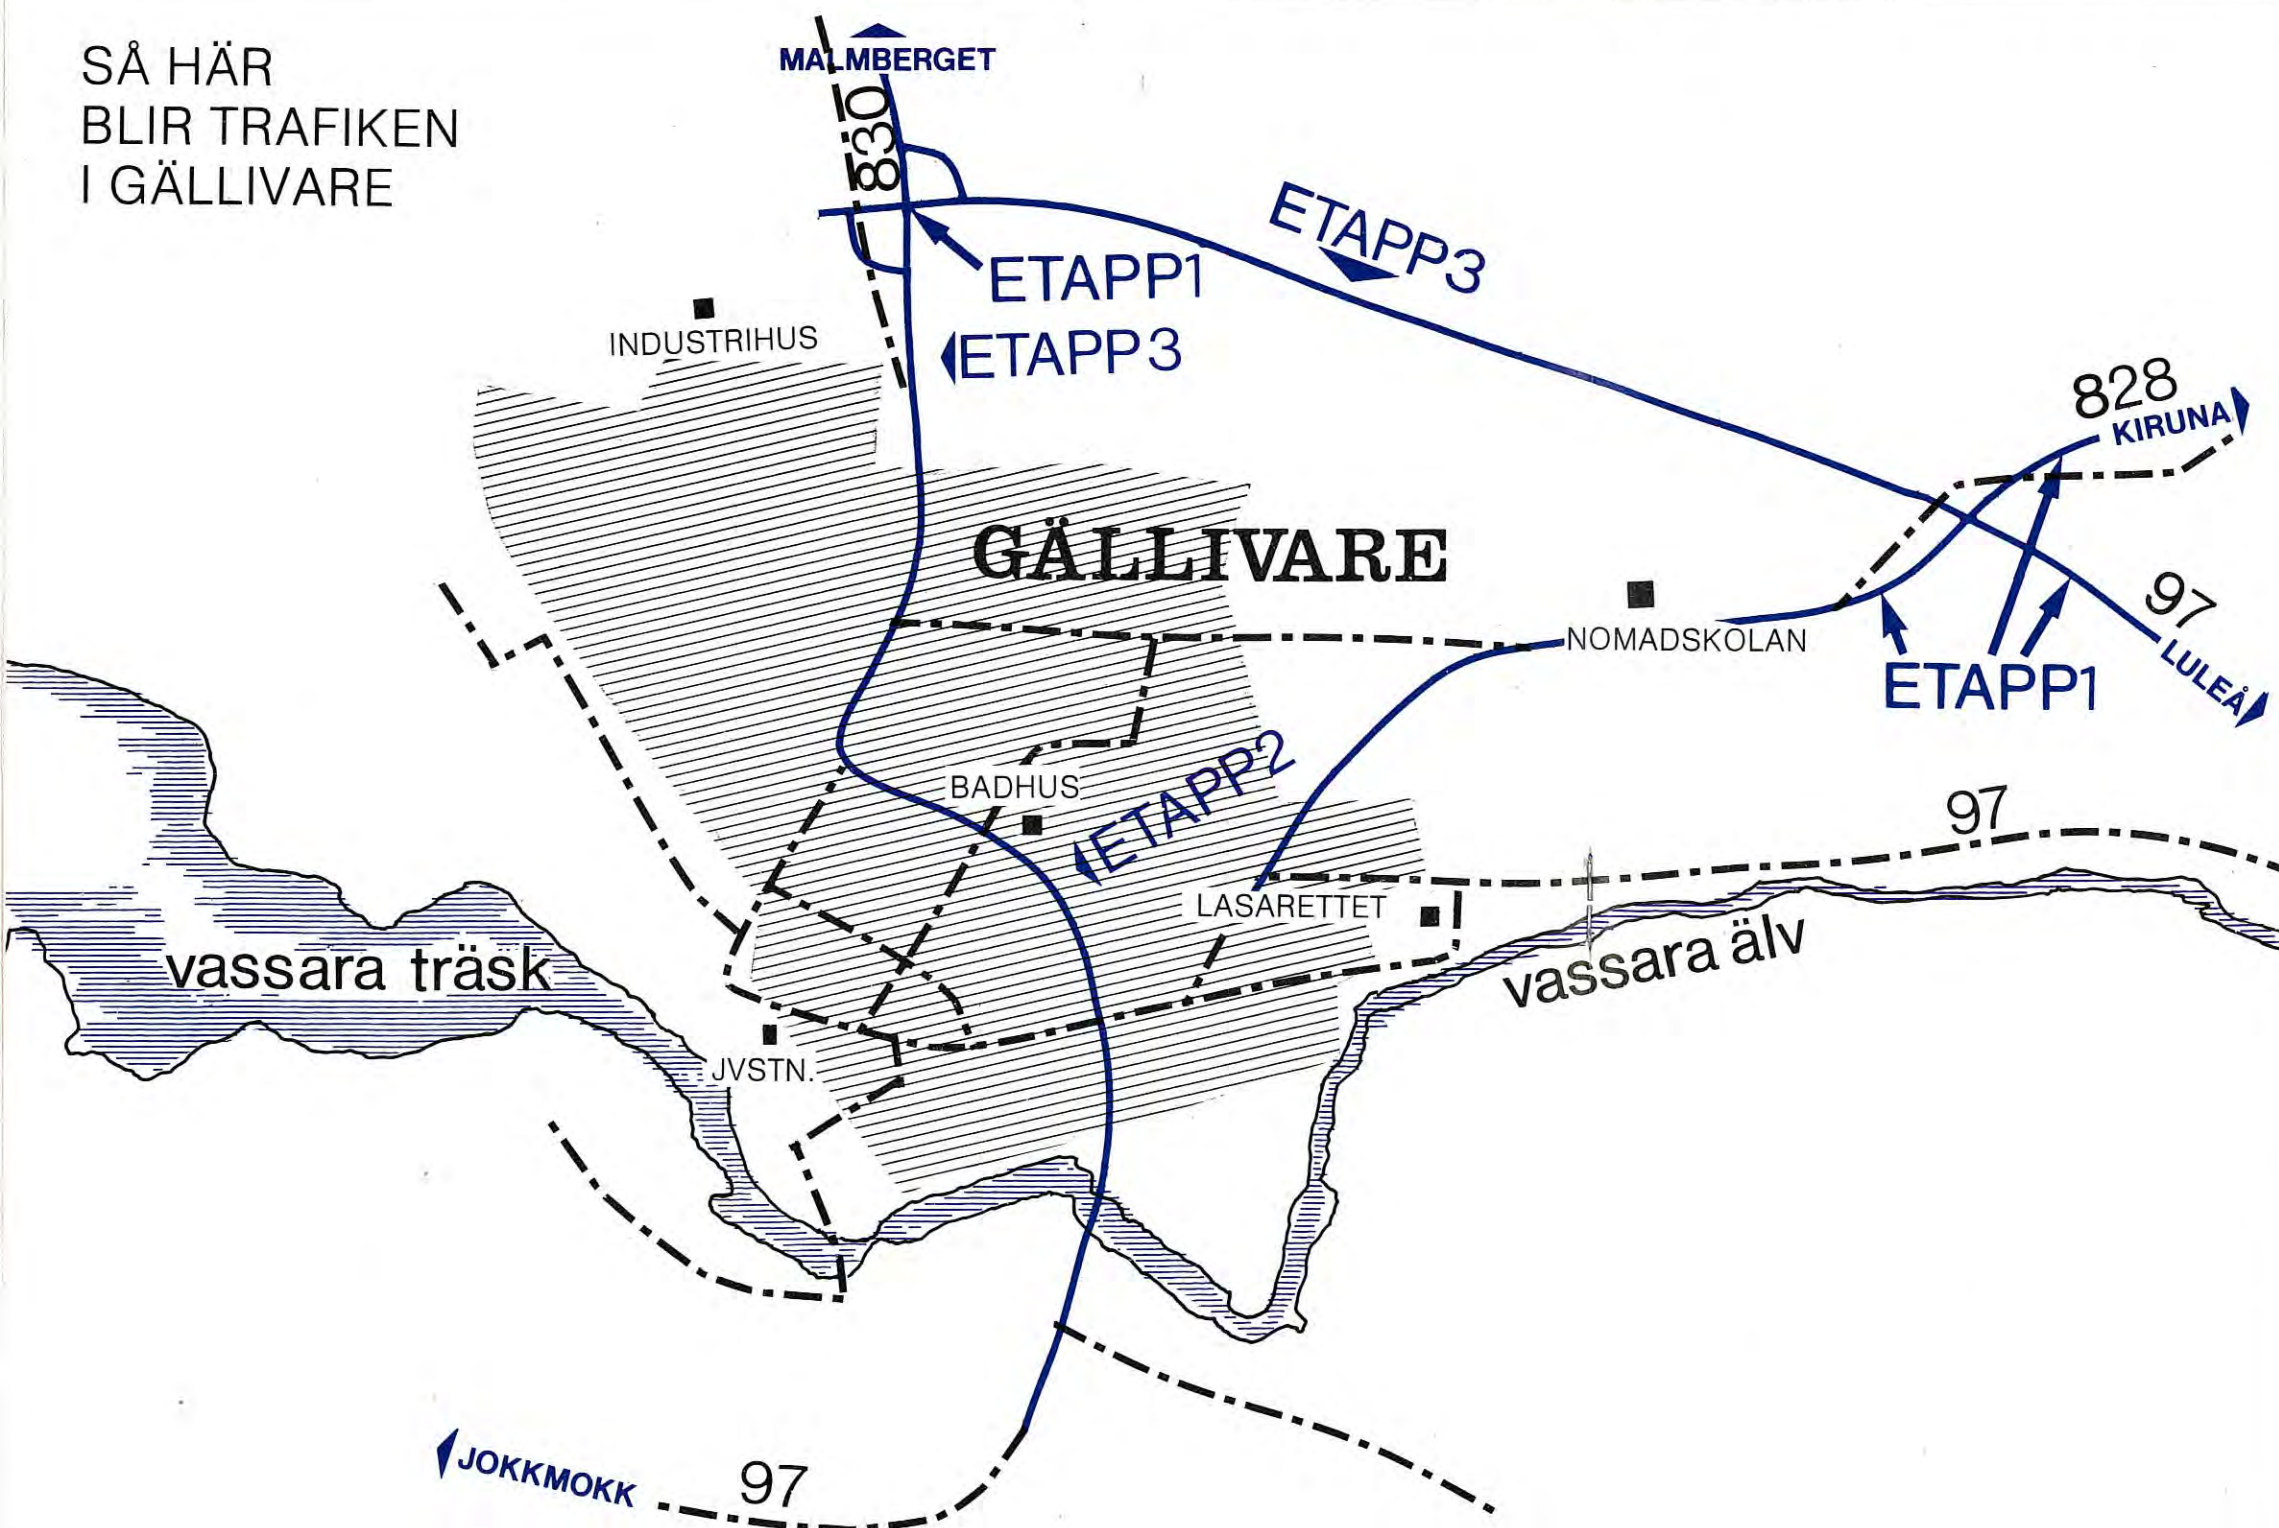 SÅ HÄR
BLIR TRAFIKEN
I GÄLLIVARE
MALMBERGET
830
ETAPP3
ETAPP1
ETAPP3
INDUSTRIHUS
828
KIRUNA
GÄLLIVARE
97
LULEÅ
NOMADSKOLAN
ETAPP1
BADHUS
ETAPP2
97
LASARETTET
vassara träsk
vassara älv
JVSTN.
JOKKMOKK
97